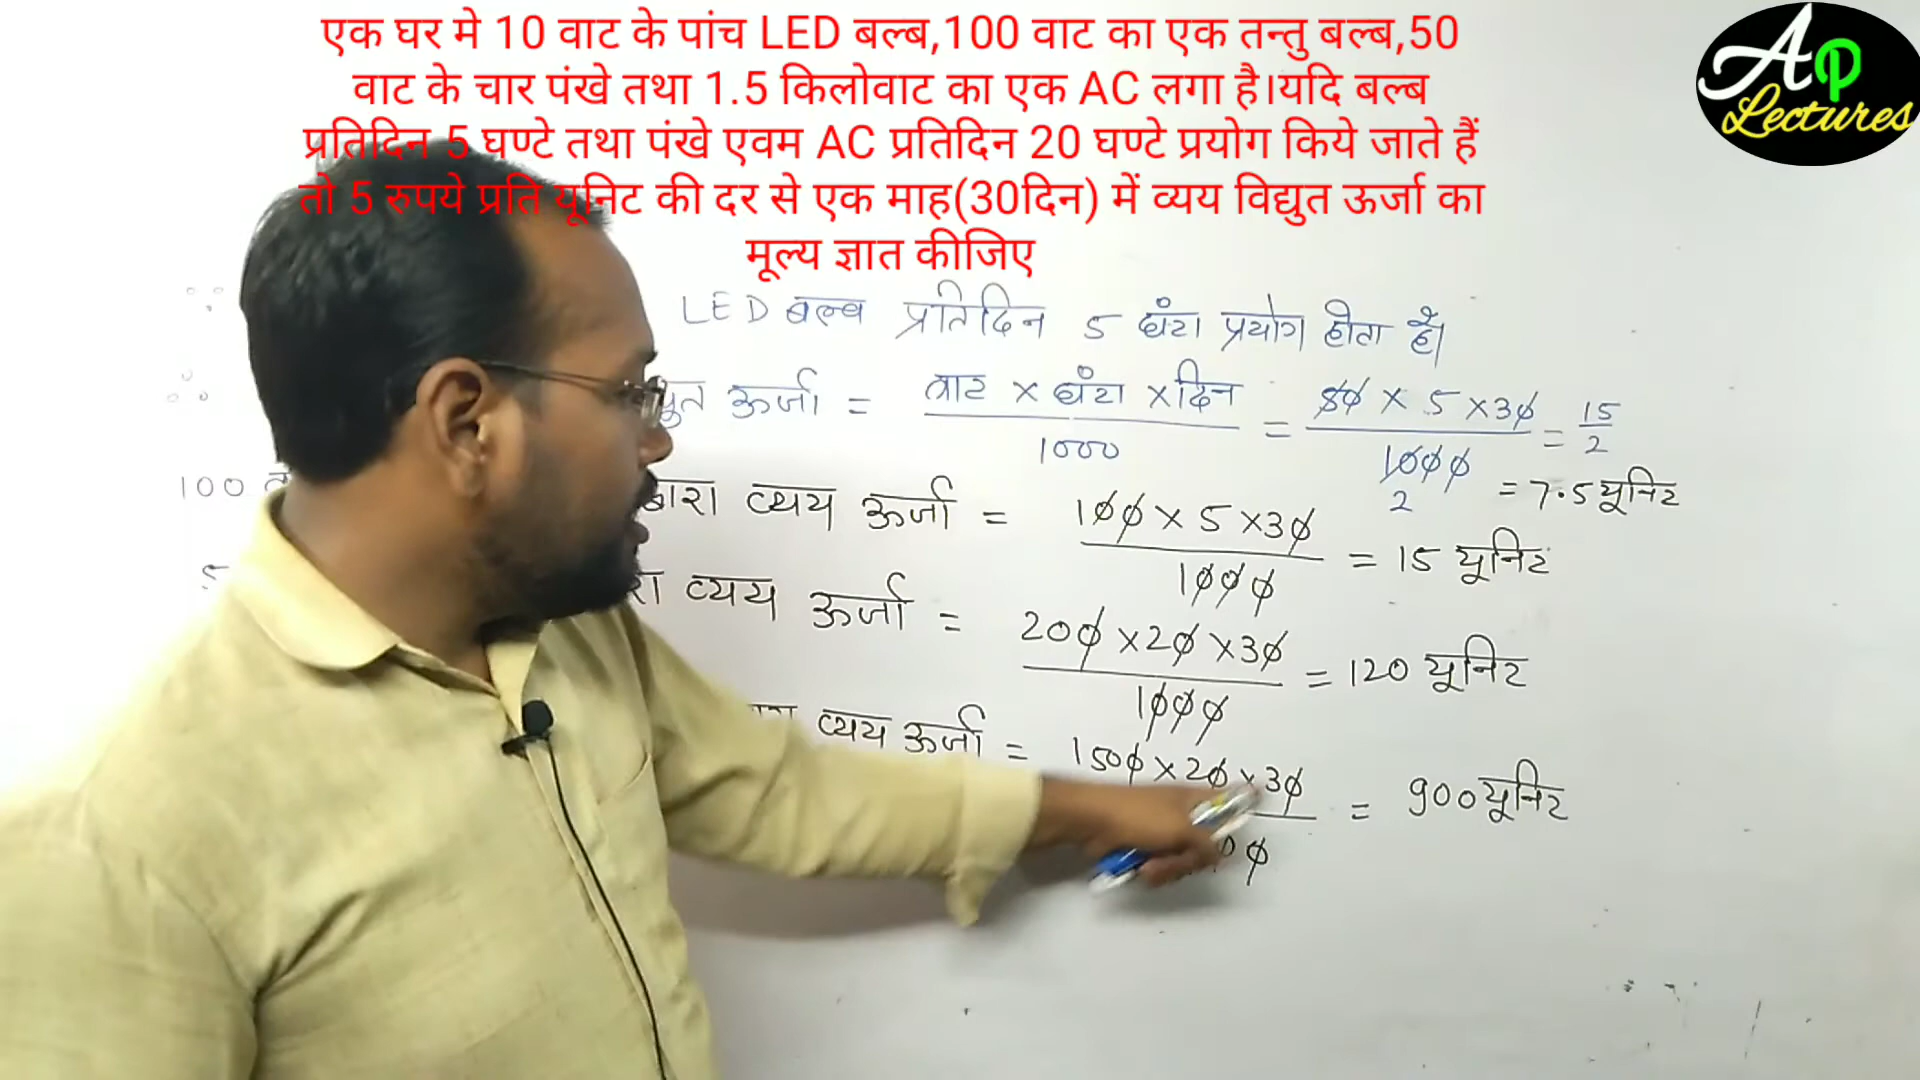 एक घर मे 10 वाट के पांच LED बल्ब,100 वाट का एक तन्तु बल्ब,50
वाट के चार पंखे तथा 1.5 किलोवाट का एक AC लगा है।यदि बल्ब
प्रतिदिन 5 घण्टे तथा पंखे एवम AC प्रतिदिन 20 घण्टे प्रयोग किये जाते हैं
तो 5 रुपये प्रति यूनिट की दर से एक माह(30दिन) में व्यय विद्युत ऊर्जा का
मूल्य ज्ञात कीजिए
Ap
Lectures
LED बल्ब प्रतिदिन 5 घंटा प्रयोग होता है।
ऊर्जा = वाट × घंटा × दिन / 1000 = 50 × 5 × 30 / 1000 = 15/2
2 = 7.5 यूनिट
100
द्वारा व्यय ऊर्जा = 100 × 5 × 30 / 1000 = 15 यूनिट
5
व्यय ऊर्जा = 200 × 20 × 30 / 1000 = 120 यूनिट
व्यय ऊर्जा = 1500 × 20 × 30 = 900 यूनिट